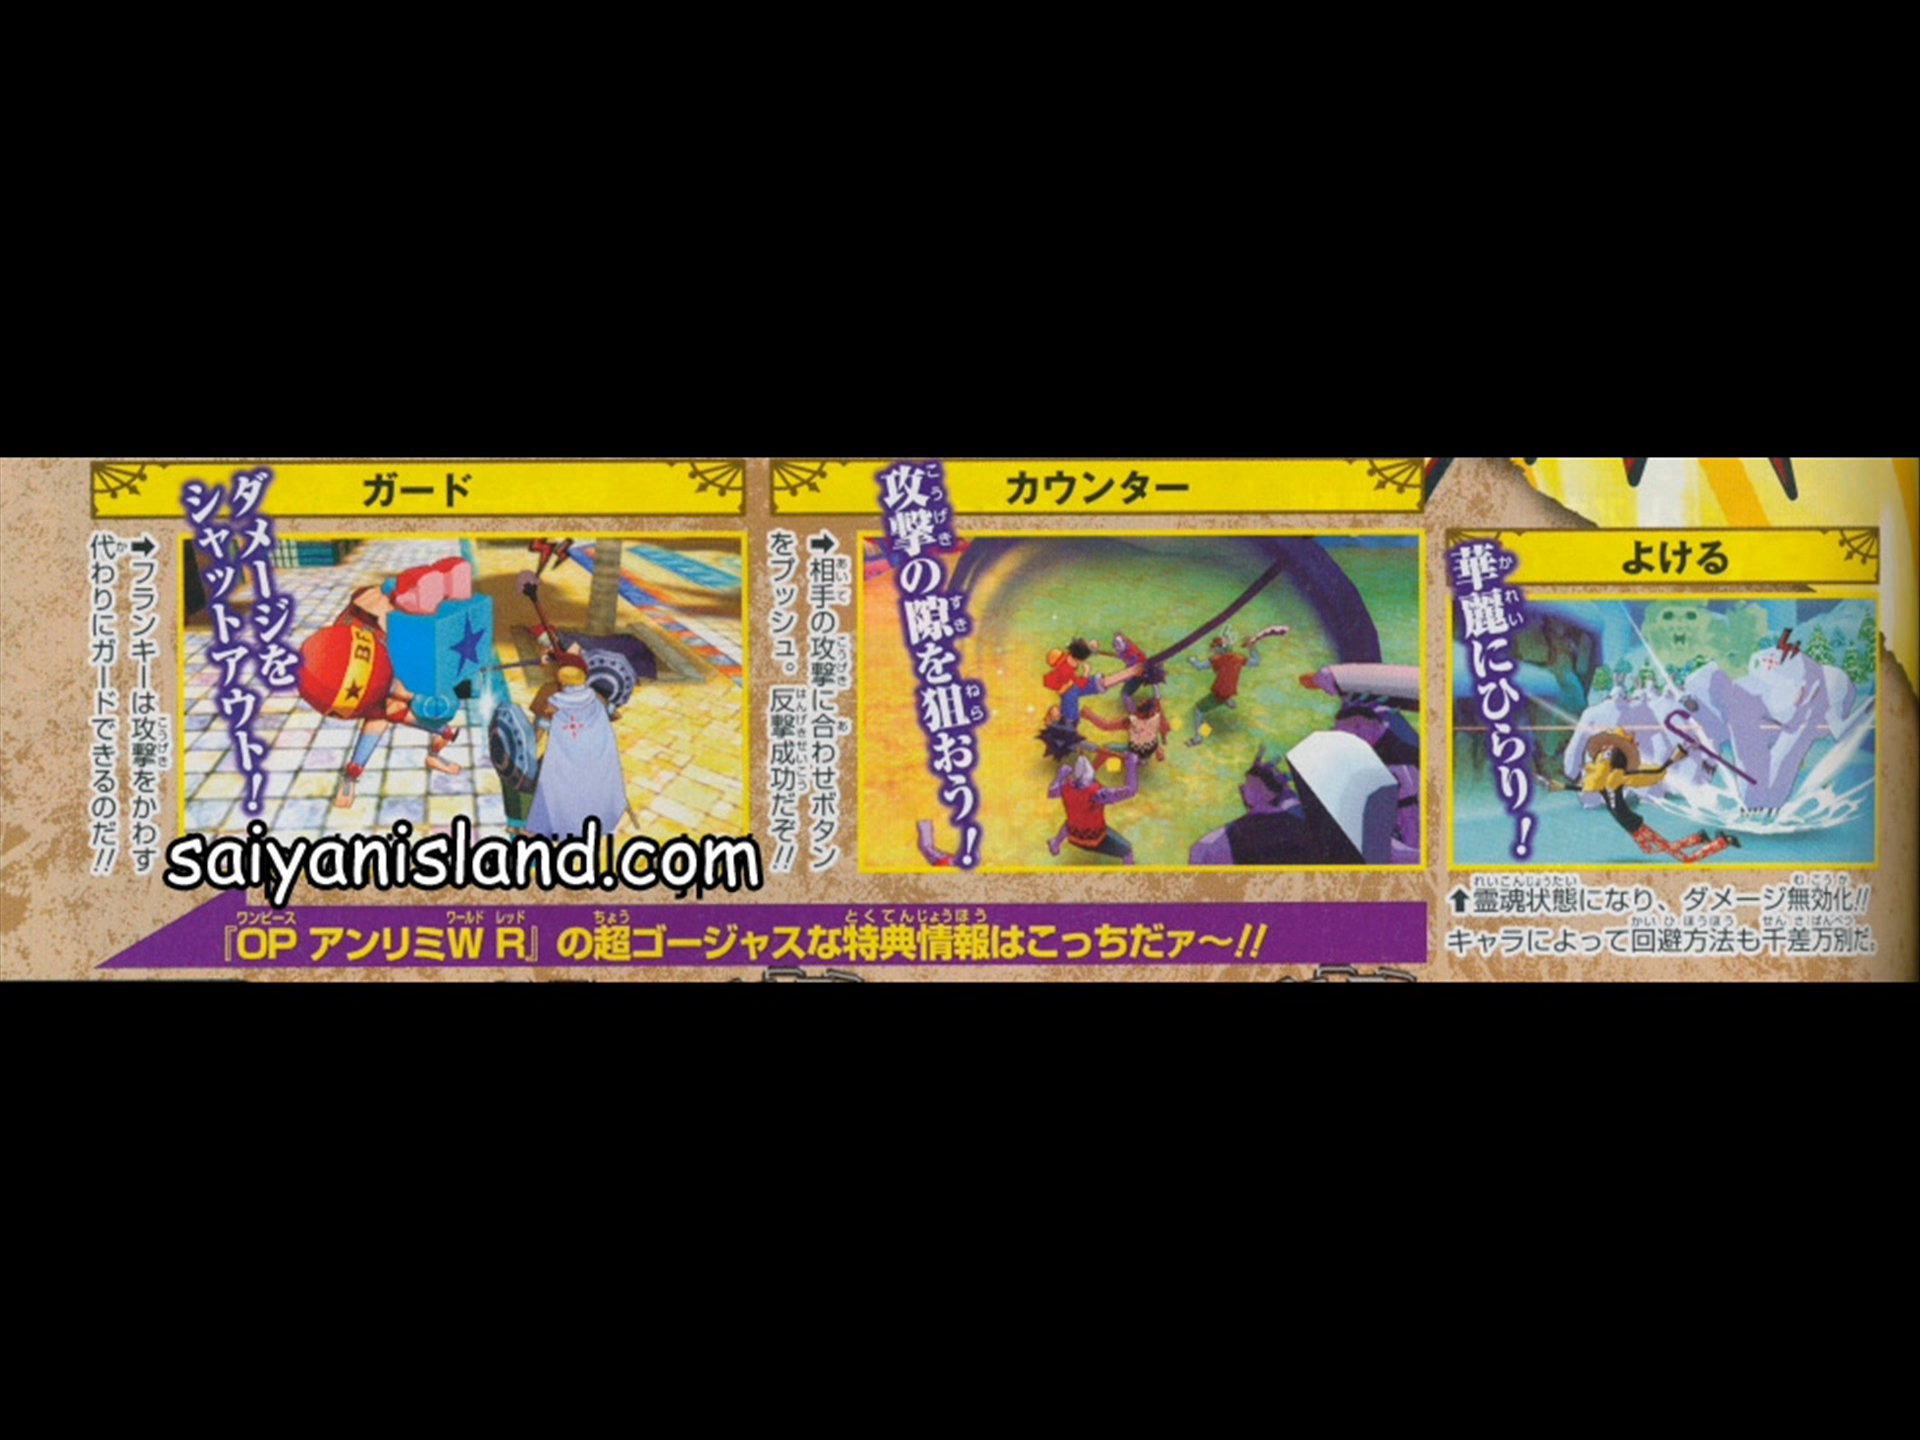 ガード
ダメージを
シャットアウト!
➡フランキーは攻撃をかわす
代わりにガードできるのだ!!
カウンター
攻撃の隙を狙おう!
➡相手の攻撃に合わせボタン
をプッシュ。反撃成功だぞ!!
よける
華麗にひらり!
⬆霊魂状態になり、ダメージ無効化!!
キャラによって回避方法も千差万別だ。
saiyanisland.com
『OP アンリミW R』の超ゴージャスな特典情報はこっちだァ〜!!